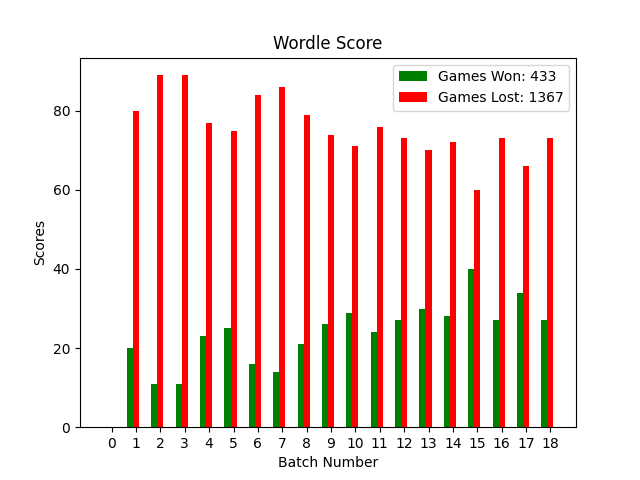 Wordle Score
Games Won: 433
Games Lost: 1367
Scores
80
60
40
20
0
0 1 2 3 4 5 6 7 8 9 10 11 12 13 14 15 16 17 18
Batch Number